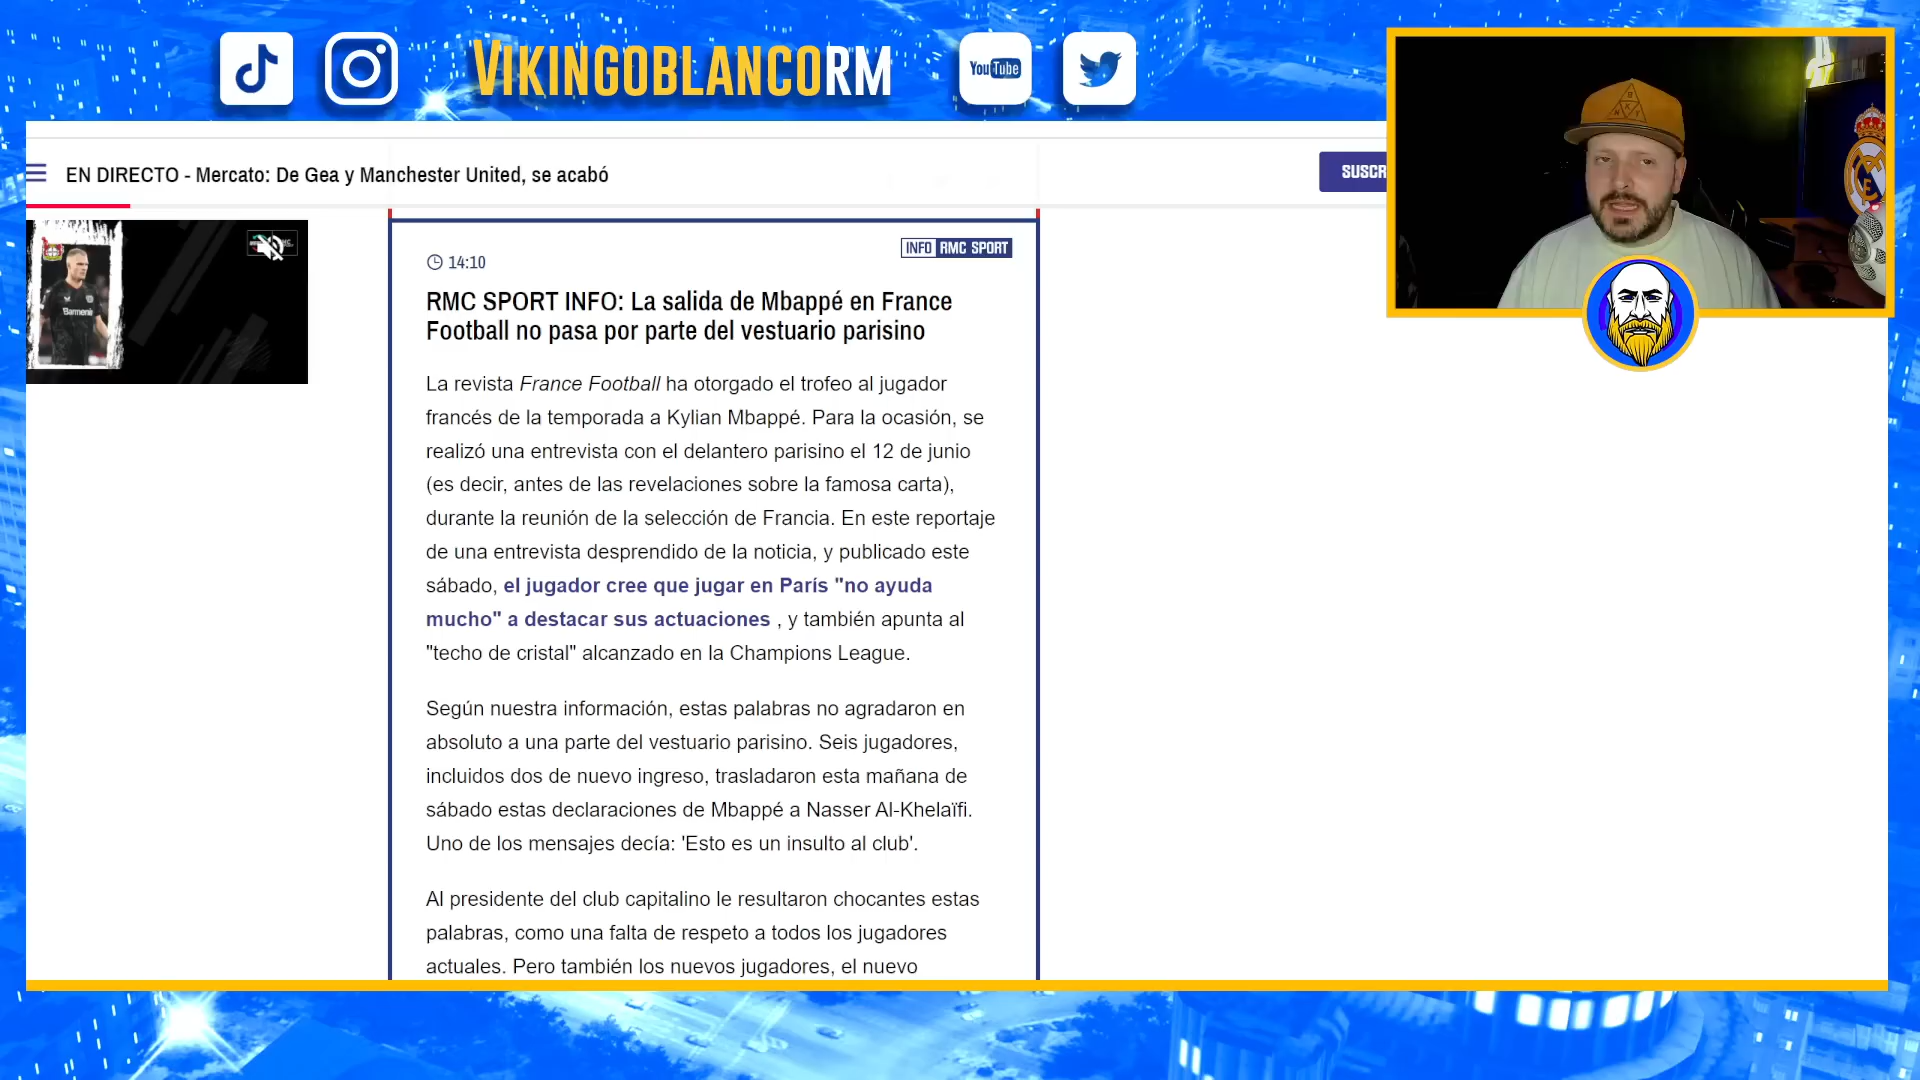 VIKINGOBLANCORM
YouTube
EN DIRECTO - Mercato: De Gea y Manchester United, se acabó
SUSCR
INFO RMC SPORT
14:10
RMC SPORT INFO: La salida de Mbappé en France
Football no pasa por parte del vestuario parisino
La revista France Football ha otorgado el trofeo al jugador
francés de la temporada a Kylian Mbappé. Para la ocasión, se
realizó una entrevista con el delantero parisino el 12 de junio
(es decir, antes de las revelaciones sobre la famosa carta),
durante la reunión de la selección de Francia. En este reportaje
de una entrevista desprendido de la noticia, y publicado este
sábado, el jugador cree que jugar en París "no ayuda
mucho" a destacar sus actuaciones , y también apunta al
"techo de cristal" alcanzado en la Champions League.
Según nuestra información, estas palabras no agradaron en
absoluto a una parte del vestuario parisino. Seis jugadores,
incluidos dos de nuevo ingreso, trasladaron esta mañana de
sábado estas declaraciones de Mbappé a Nasser Al-Khelaïfi.
Uno de los mensajes decía: 'Esto es un insulto al club'.
Al presidente del club capitalino le resultaron chocantes estas
palabras, como una falta de respeto a todos los jugadores
actuales. Pero también los nuevos jugadores, el nuevo